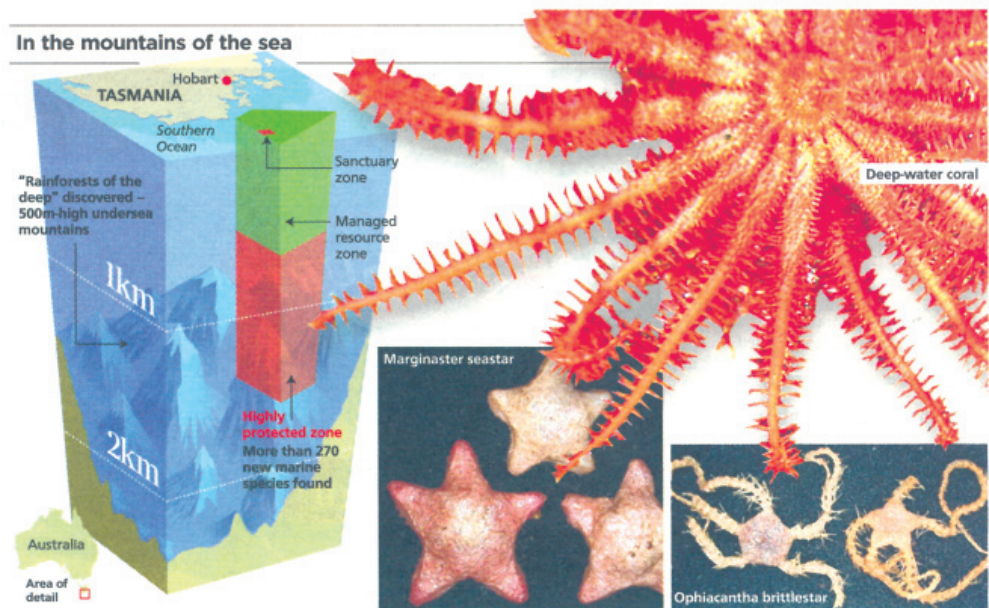 In the mountains of the sea
Hobart
TASMANIA
Southern
Ocean
Sanctuary
zone
"Rainforests of the
deep" discovered –
500m-high undersea
mountains
Managed
resource
zone
1km
Highly
protected zone
More than 270
new marine
species found
2km
Australia
Area of
detail
Deep-water coral
Marginaster seastar
Ophiacantha brittlestar